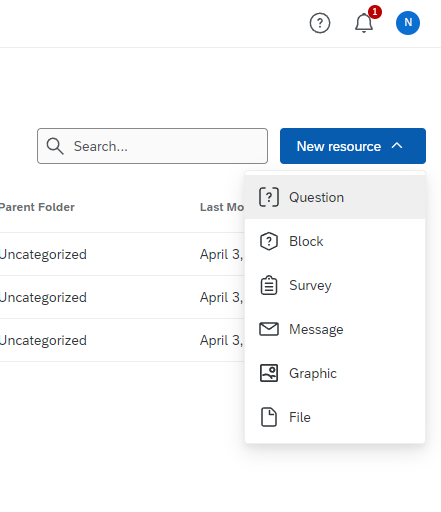 1
N
Search...
New resource
Parent Folder
Last Mo
Question
Uncategorized
April 3,
Block
Survey
Uncategorized
April 3,
Message
Uncategorized
April 3,
Graphic
File